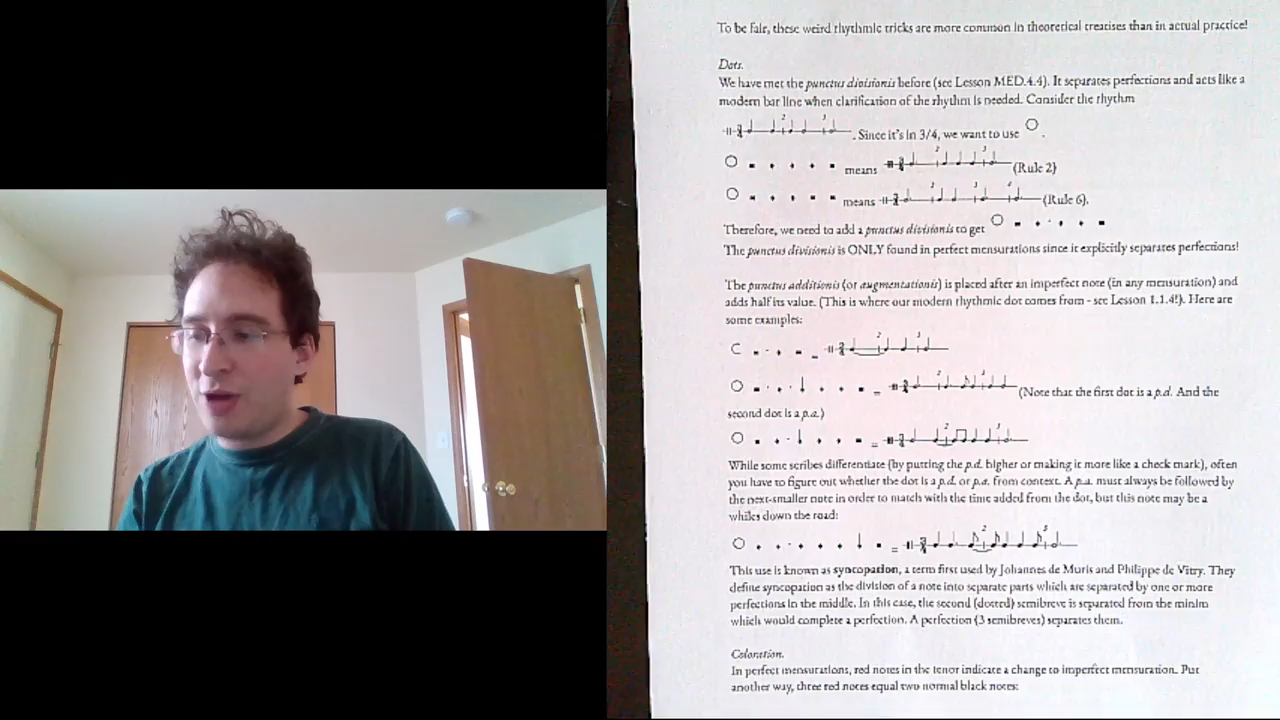 To be fair, these weird rhythmic tricks are more common in theoretical treatises than in actual practice!
Dots.
We have met the punctus divisionis before (see Lesson MED.4.4). It separates perfections and acts like a
modern bar line when clarification of the rhythm is needed. Consider the rhythm
. Since it's in 3/4, we want to use .
means (Rule 2)
means (Rule 6).
Therefore, we need to add a punctus divisionis to get
The punctus divisionis is ONLY found in perfect mensurations since it explicitly separates perfections!
The punctus additionis (or augmentationis) is placed after an imperfect note (in any mensuration) and
adds half its value. (This is where our modern rhythmic dot comes from - see Lesson 1.1.4!). Here are
some examples:
C =
= (Note that the first dot is a p.d. And the
second dot is a p.a.)
=
While some scribes differentiate (by putting the p.d. higher or making it more like a check mark), often
you have to figure out whether the dot is a p.d. or p.a. from context. A p.a. must always be followed by
the next-smaller note in order to match with the time added from the dot, but this note may be a
whiles down the road:
=
This use is known as syncopation, a term first used by Johannes de Muris and Philippe de Vitry. They
define syncopation as the division of a note into separate parts which are separated by one or more
perfections in the middle. In this case, the second (dotted) semibreve is separated from the minim
which would complete a perfection. A perfection (3 semibreves) separates them.
Coloration.
In perfect mensurations, red notes in the tenor indicate a change to imperfect mensuration. Put
another way, three red notes equal two normal black notes: